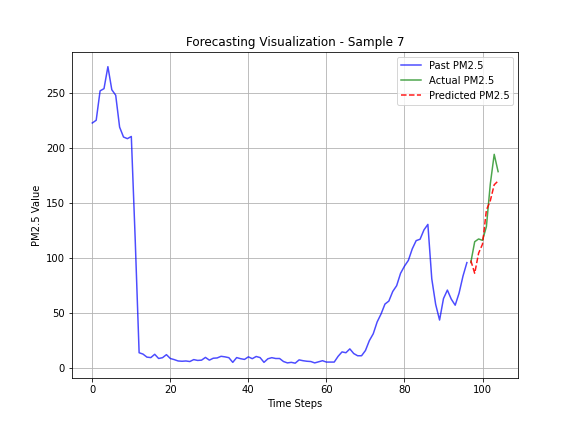 Forecasting Visualization - Sample 7
Past PM2.5
Actual PM2.5
Predicted PM2.5
PM2.5 Value
250
200
150
100
50
0
0 20 40 60 80 100
Time Steps